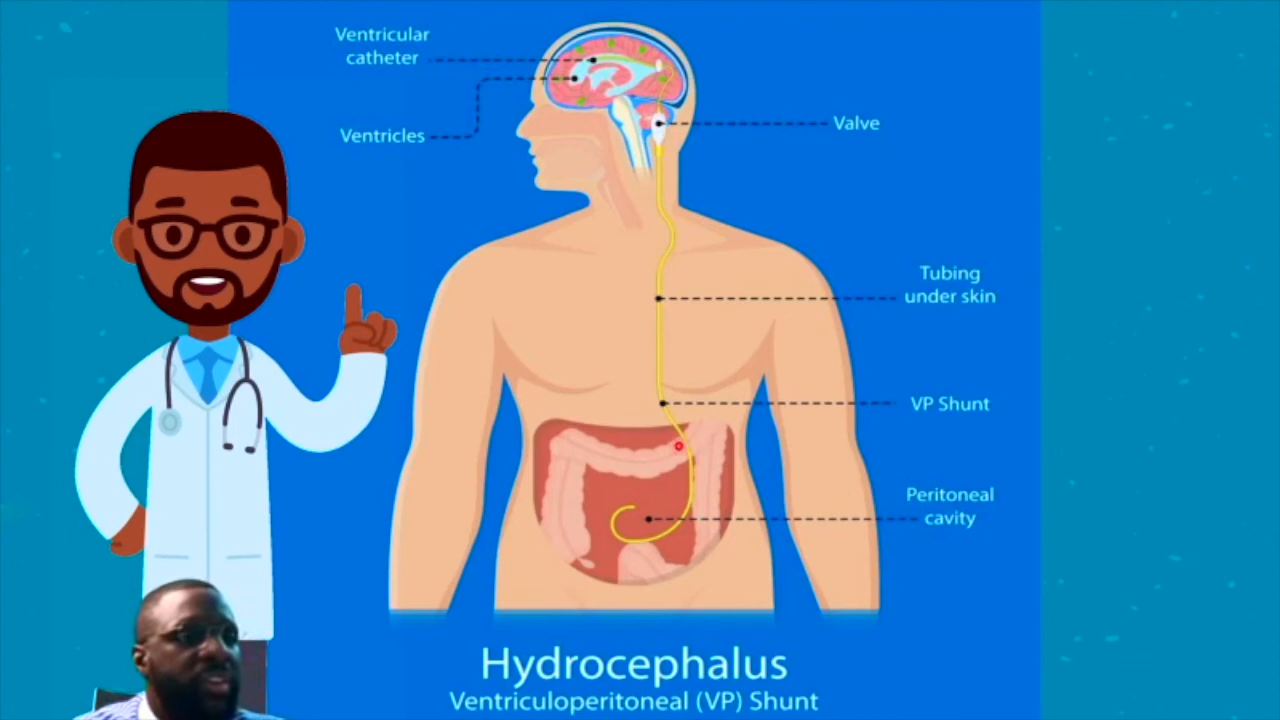 Ventricular
catheter
Ventricles
Valve
Tubing
under skin
VP Shunt
Peritoneal
cavity
Hydrocephalus
Ventriculoperitoneal (VP) Shunt